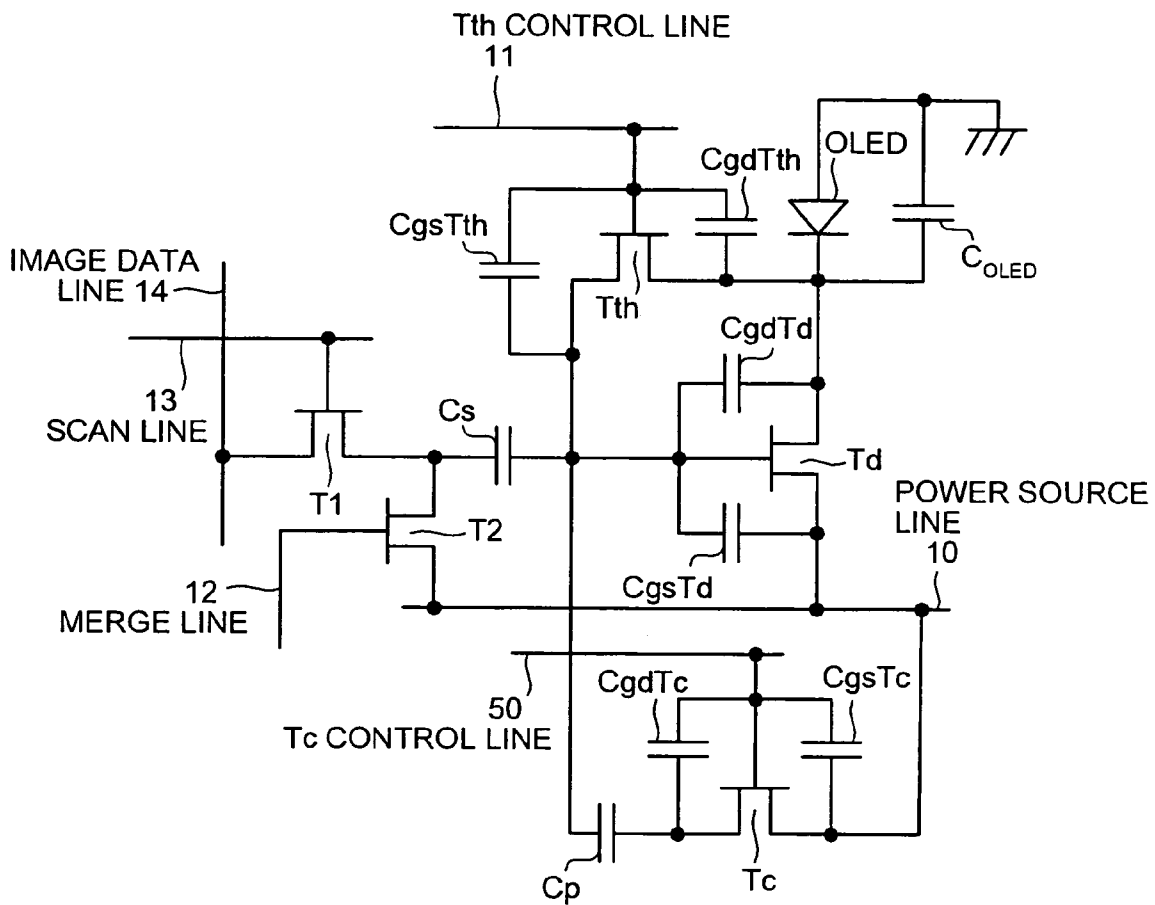 Tth CONTROL LINE
11
OLED
CgdTth
CgsTth
C_OLED
Tth
IMAGE DATA
LINE 14
CgdTd
13
SCAN LINE
Cs
T1
Td
T2
POWER SOURCE
LINE
10
12
MERGE LINE
CgsTd
50
Tc CONTROL LINE
CgdTc
CgsTc
Cp
Tc